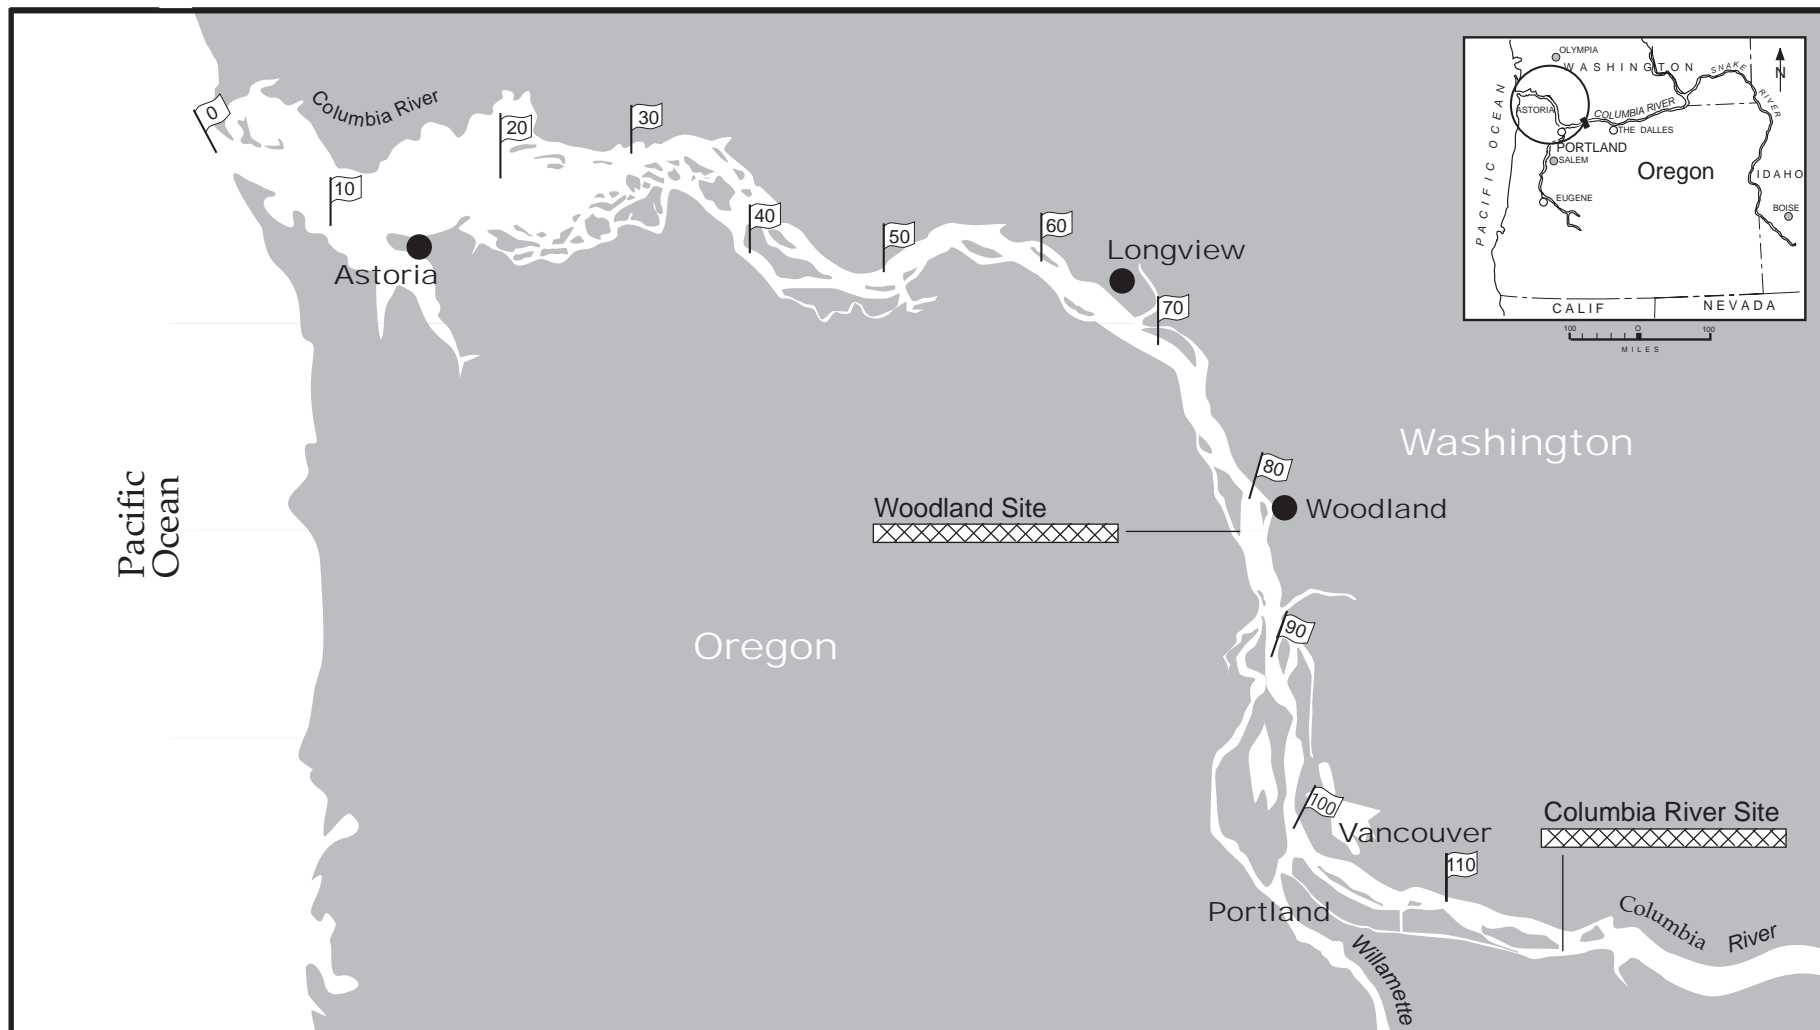 OLYMPIA
WASHINGTON
SNAKE
RIVER
N
PACIFIC OCEAN
ASTORIA
COLUMBIA RIVER
THE DALLES
PORTLAND
SALEM
Oregon
IDAHO
EUGENE
BOISE
CALIF
NEVADA
100 0 100
MILES
Columbia River
0
10
20
30
40
50
60
70
80
90
100
110
Astoria
Longview
Washington
Woodland Site
Woodland
Pacific
Ocean
Oregon
Columbia River Site
Vancouver
Portland
Columbia River
Willamette